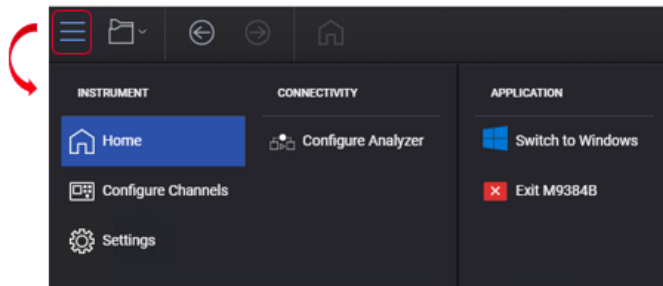 INSTRUMENT
Home
Configure Channels
Settings
CONNECTIVITY
Configure Analyzer
APPLICATION
Switch to Windows
Exit M9384B